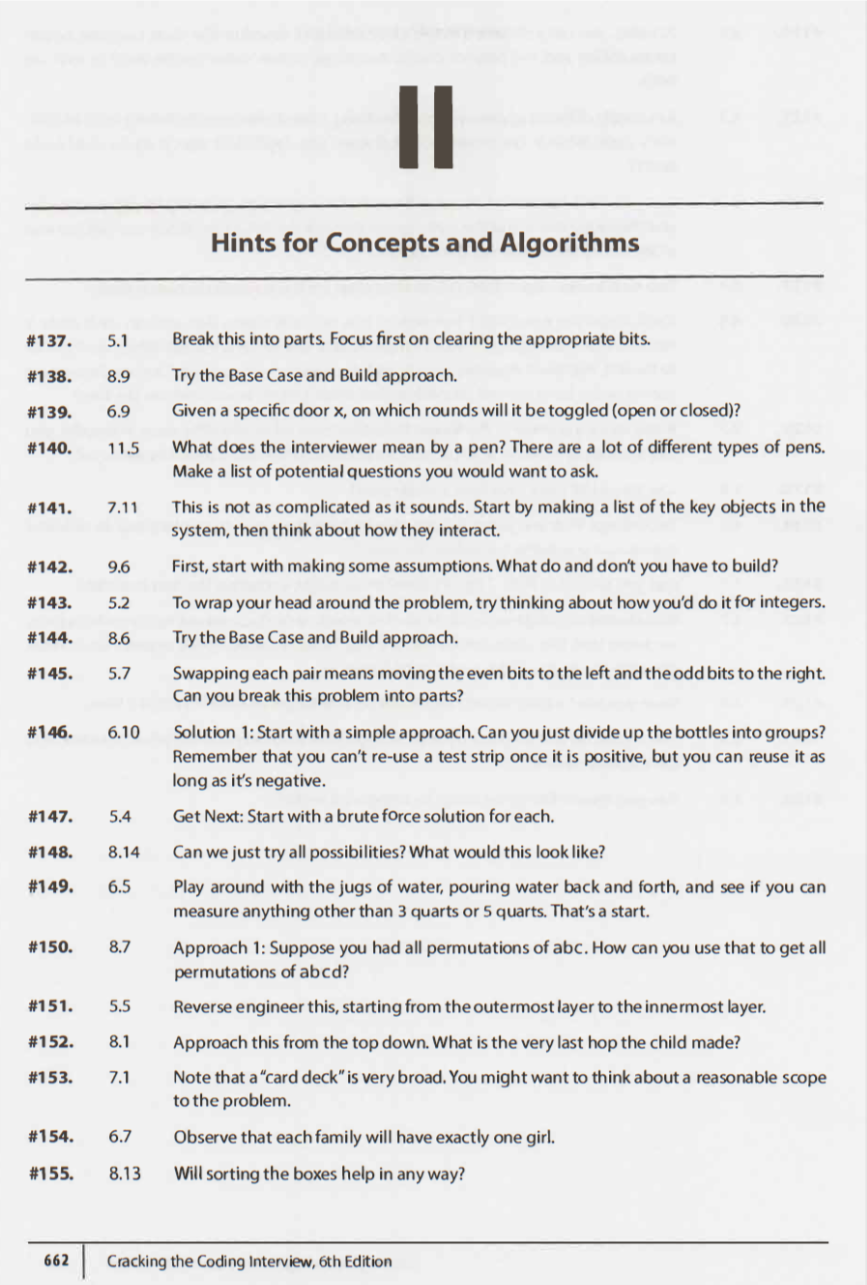 II
Hints for Concepts and Algorithms
#137. 5.1 Break this into parts. Focus first on clearing the appropriate bits.
#138. 8.9 Try the Base Case and Build approach.
#139. 6.9 Given a specific door x, on which rounds will it be toggled (open or closed)?
#140. 11.5 What does the interviewer mean by a pen? There are a lot of different types of pens.
Make a list of potential questions you would want to ask.
#141. 7.11 This is not as complicated as it sounds. Start by making a list of the key objects in the
system, then think about how they interact.
#142. 9.6 First, start with making some assumptions. What do and don't you have to build?
#143. 5.2 To wrap your head around the problem, try thinking about how you'd do it for integers.
#144. 8.6 Try the Base Case and Build approach.
#145. 5.7 Swapping each pair means moving the even bits to the left and the odd bits to the right.
Can you break this problem into parts?
#146. 6.10 Solution 1: Start with a simple approach. Can you just divide up the bottles into groups?
Remember that you can't re-use a test strip once it is positive, but you can reuse it as
long as it's negative.
#147. 5.4 Get Next: Start with a brute force solution for each.
#148. 8.14 Can we just try all possibilities? What would this look like?
#149. 6.5 Play around with the jugs of water, pouring water back and forth, and see if you can
measure anything other than 3 quarts or 5 quarts. That's a start.
#150. 8.7 Approach 1: Suppose you had all permutations of abc. How can you use that to get all
permutations of abcd?
#151. 5.5 Reverse engineer this, starting from the outermost layer to the innermost layer.
#152. 8.1 Approach this from the top down. What is the very last hop the child made?
#153. 7.1 Note that a "card deck" is very broad. You might want to think about a reasonable scope
to the problem.
#154. 6.7 Observe that each family will have exactly one girl.
#155. 8.13 Will sorting the boxes help in any way?
662 Cracking the Coding Interview, 6th Edition